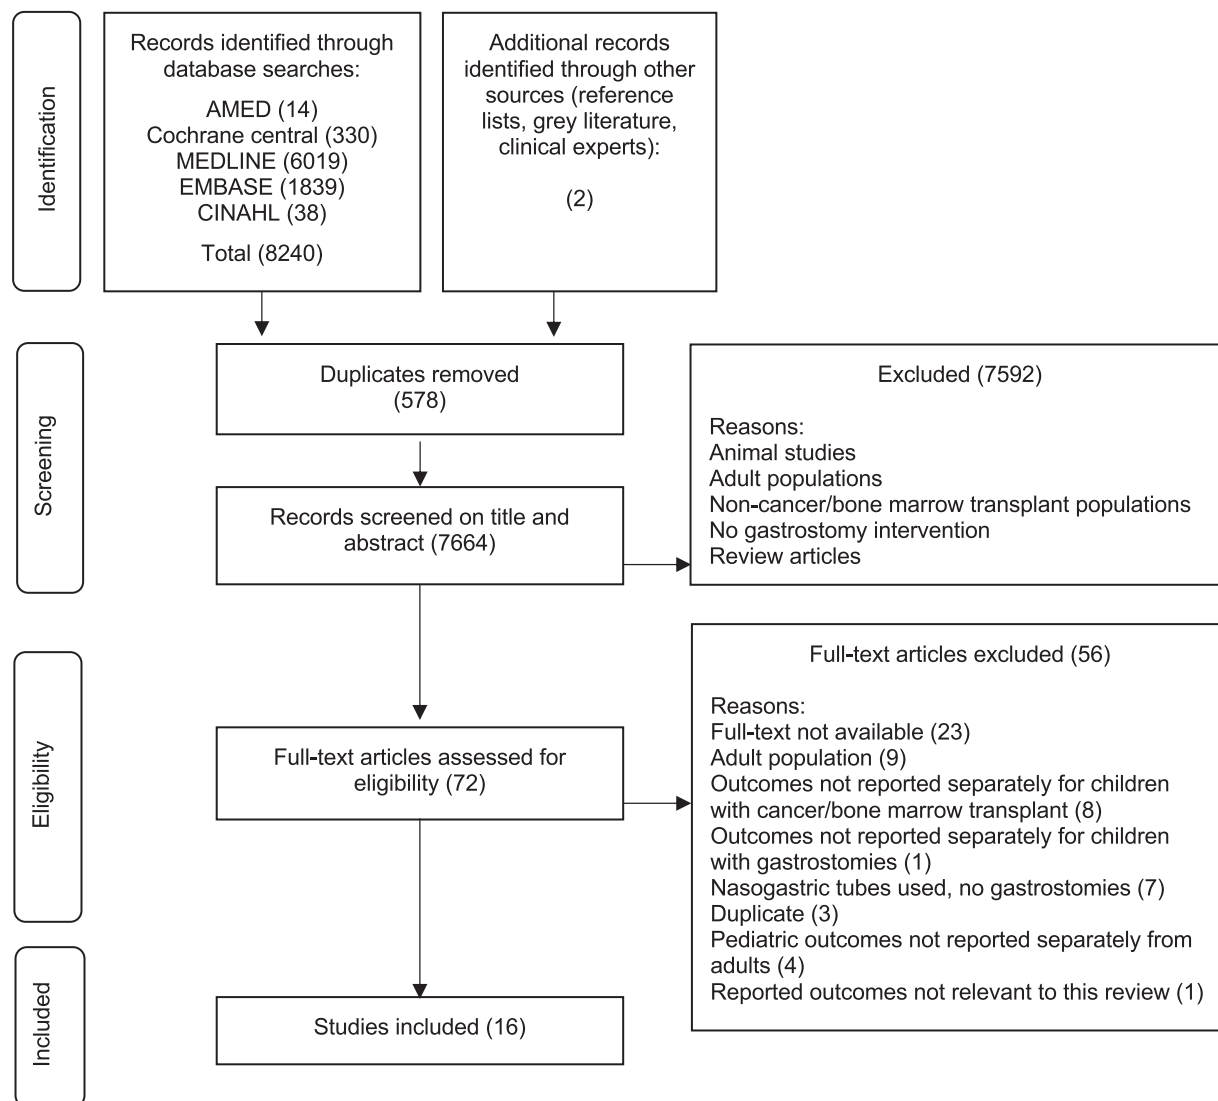 Identification
Records identified through
database searches:
AMED (14)
Cochrane central (330)
MEDLINE (6019)
EMBASE (1839)
CINAHL (38)
Total (8240)
Additional records
identified through other
sources (reference
lists, grey literature,
clinical experts):
(2)
Screening
Duplicates removed
(578)
Records screened on title and
abstract (7664)
Excluded (7592)
Reasons:
Animal studies
Adult populations
Non-cancer/bone marrow transplant populations
No gastrostomy intervention
Review articles
Eligibility
Full-text articles assessed for
eligibility (72)
Full-text articles excluded (56)
Reasons:
Full-text not available (23)
Adult population (9)
Outcomes not reported separately for children
with cancer/bone marrow transplant (8)
Outcomes not reported separately for children
with gastrostomies (1)
Nasogastric tubes used, no gastrostomies (7)
Duplicate (3)
Pediatric outcomes not reported separately from
adults (4)
Reported outcomes not relevant to this review (1)
Included
Studies included (16)